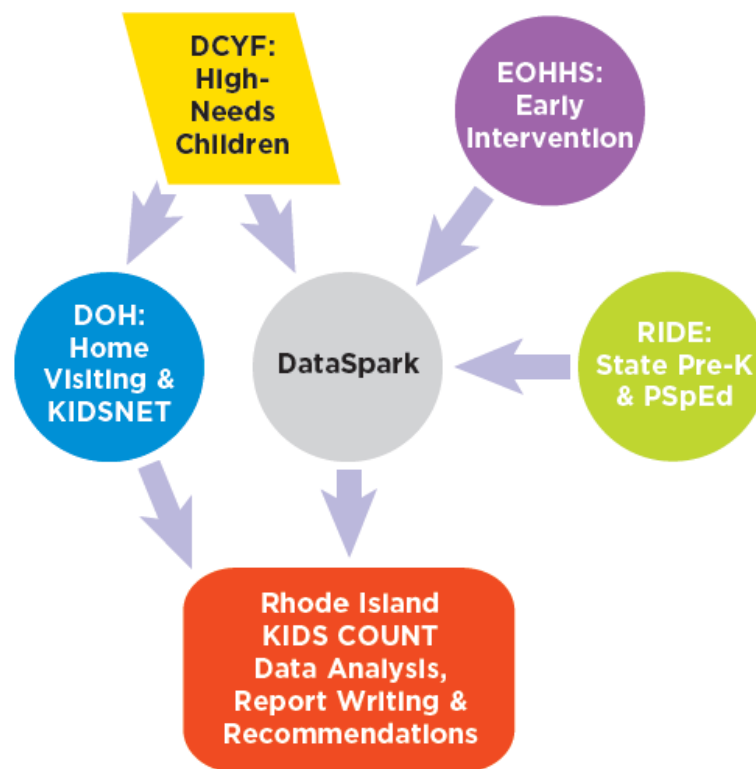 DCYF:
High-
Needs
Children
EOHHS:
Early
Intervention
DOH:
Home
Visiting &
KIDSNET
DataSpark
RIDE:
State Pre-K
& PSpEd
Rhode Island
KIDS COUNT
Data Analysis,
Report Writing &
Recommendations